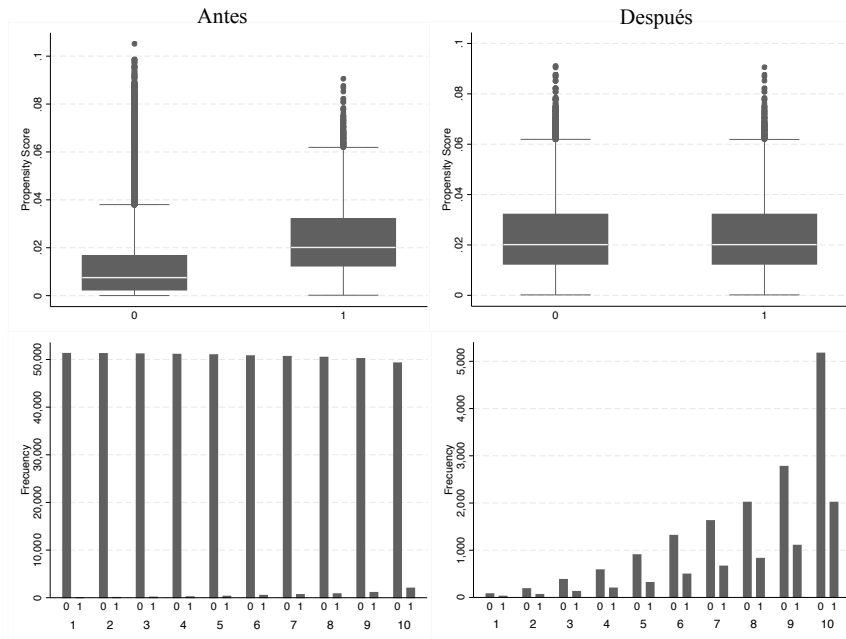 Antes
Después
Propensity Score
.1
.08
.06
.04
.02
0
0 1
Propensity Score
.1
.08
.06
.04
.02
0
0 1
Frecuency
50,000
40,000
30,000
20,000
10,000
0
0 1 0 1 0 1 0 1 0 1 0 1 0 1 0 1 0 1 0 1
1 2 3 4 5 6 7 8 9 10
Frecuency
5,000
4,000
3,000
2,000
1,000
0
0 1 0 1 0 1 0 1 0 1 0 1 0 1 0 1 0 1 0 1
1 2 3 4 5 6 7 8 9 10